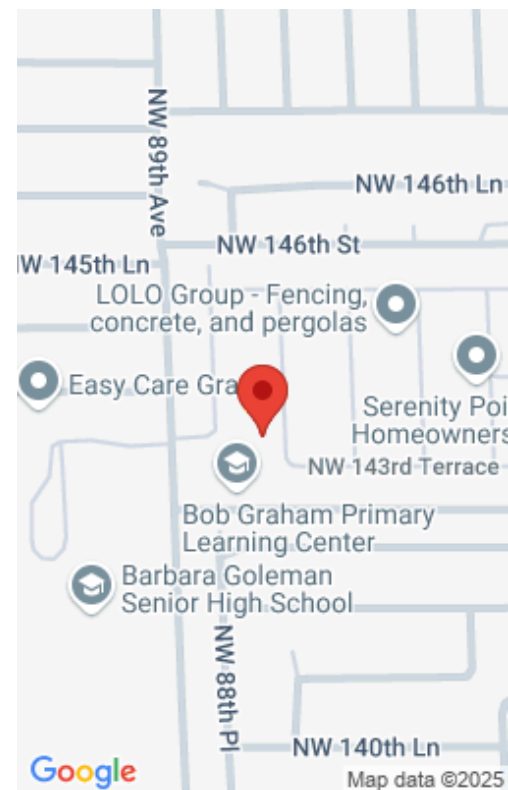 NW 89th Ave
NW 146th Ln
NW 146th St
W 145th Ln
LOLO Group - Fencing,
concrete, and pergolas
Easy Care Gra
Serenity Poi
Homeowners
NW 143rd Terrace
Bob Graham Primary
Learning Center
Barbara Goleman
Senior High School
NW 88th Pl
NW 140th Ln
Google
Map data ©2025